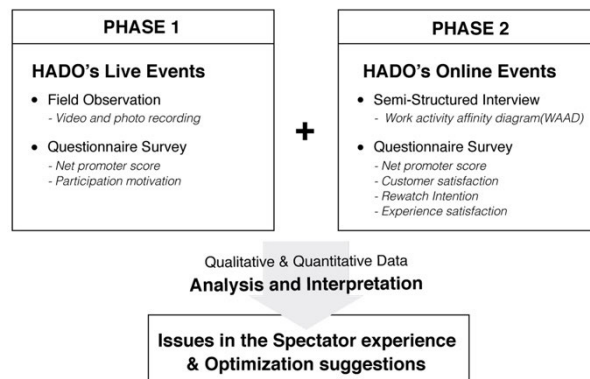 PHASE 1
HADO's Live Events
• Field Observation
- Video and photo recording
• Questionnaire Survey
- Net promoter score
- Participation motivation
+
PHASE 2
HADO's Online Events
• Semi-Structured Interview
- Work activity affinity diagram(WAAD)
• Questionnaire Survey
- Net promoter score
- Customer satisfaction
- Rewatch Intention
- Experience satisfaction
Qualitative & Quantitative Data
Analysis and Interpretation
Issues in the Spectator experience
& Optimization suggestions